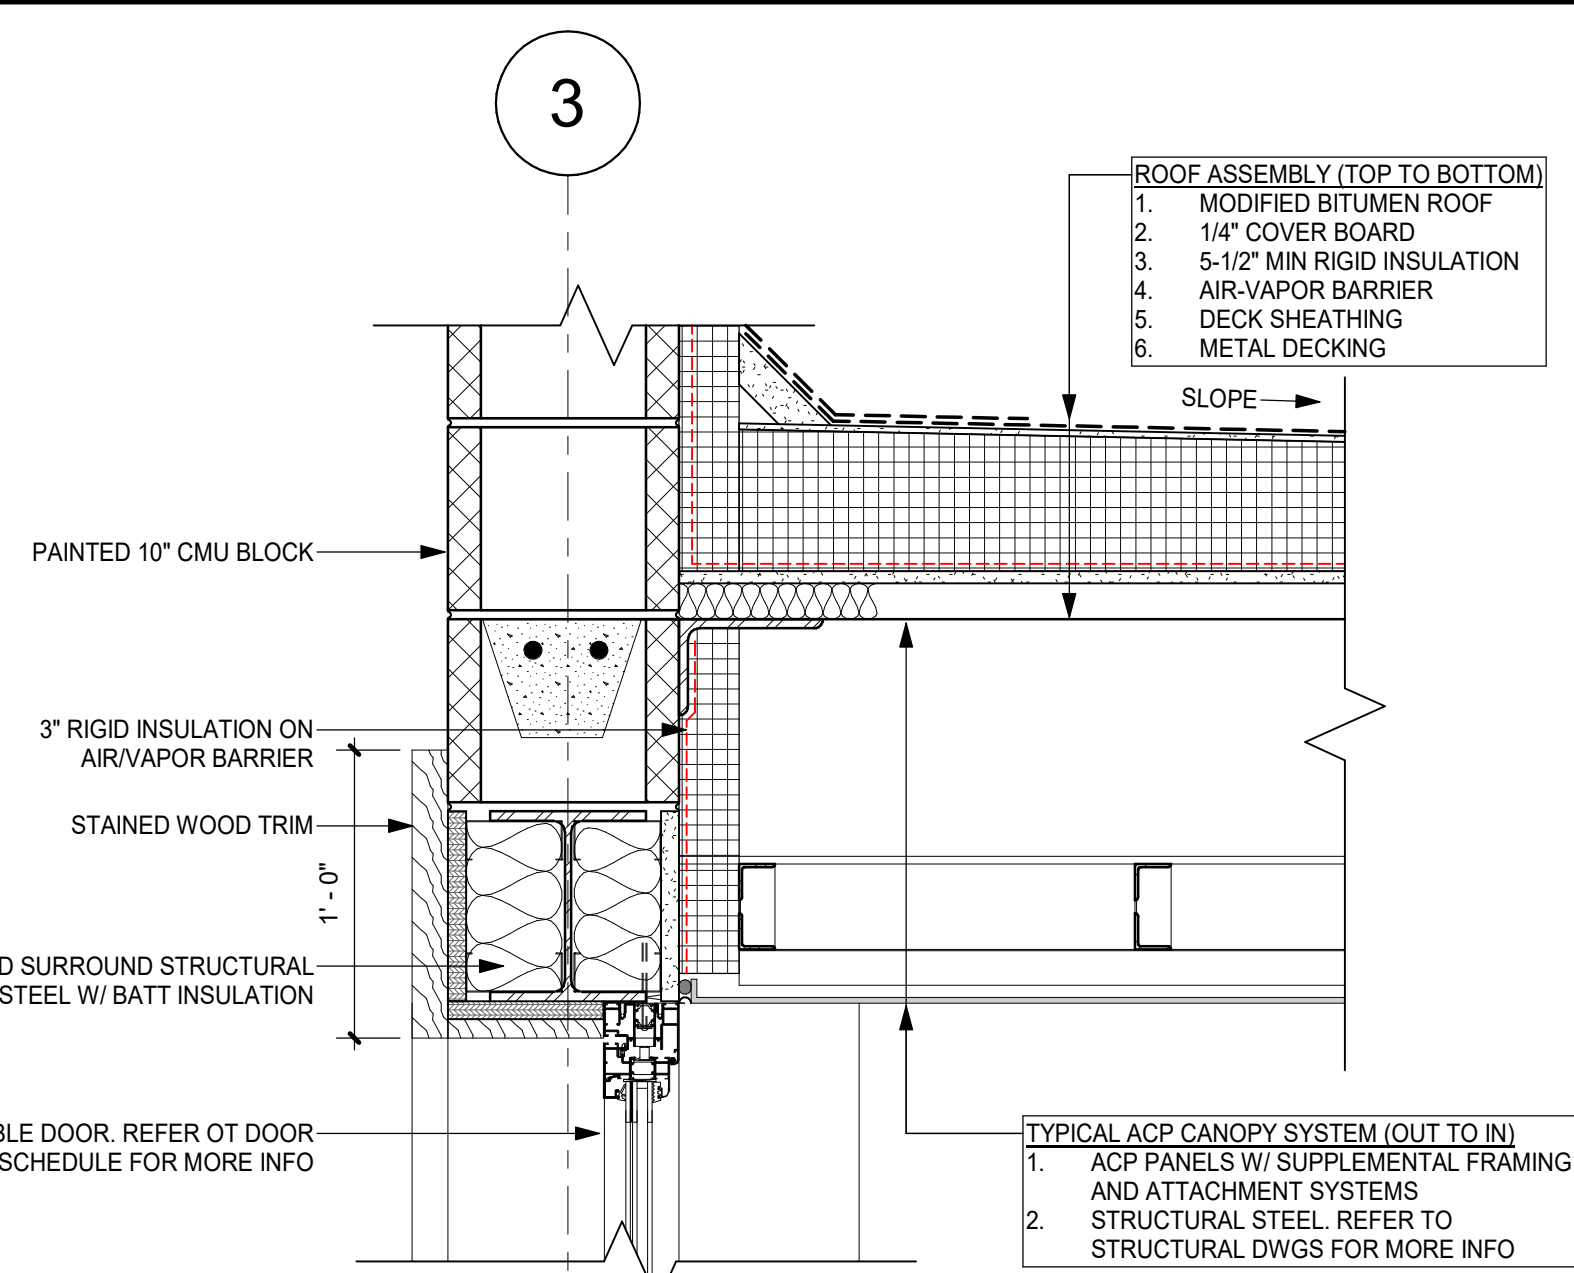 3
ROOF ASSEMBLY (TOP TO BOTTOM)
1. MODIFIED BITUMEN ROOF
2. 1/4" COVER BOARD
3. 5-1/2" MIN RIGID INSULATION
4. AIR-VAPOR BARRIER
5. DECK SHEATHING
6. METAL DECKING
SLOPE
PAINTED 10" CMU BLOCK
3" RIGID INSULATION ON
AIR/VAPOR BARRIER
STAINED WOOD TRIM
1' - 0"
D SURROUND STRUCTURAL
STEEL W/ BATT INSULATION
BLE DOOR. REFER OT DOOR
SCHEDULE FOR MORE INFO
TYPICAL ACP CANOPY SYSTEM (OUT TO IN)
1. ACP PANELS W/ SUPPLEMENTAL FRAMING
AND ATTACHMENT SYSTEMS
2. STRUCTURAL STEEL. REFER TO
STRUCTURAL DWGS FOR MORE INFO